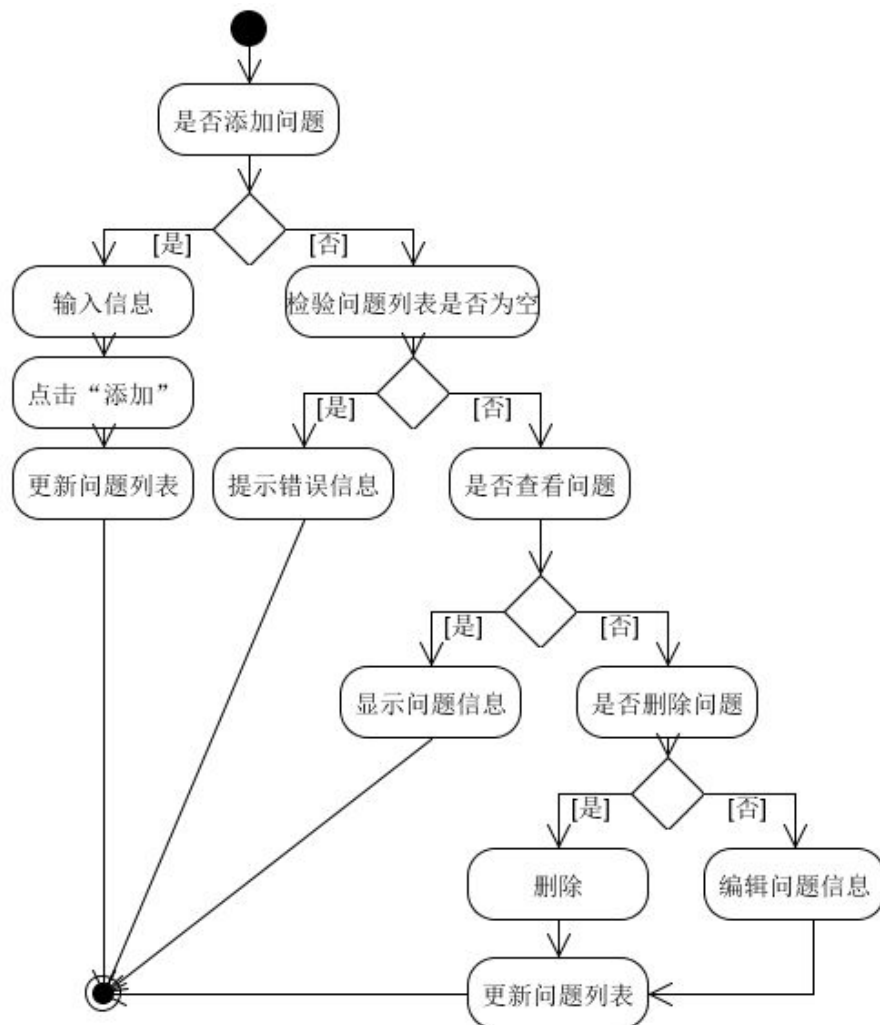 是否添加问题
[是]
[否]
输入信息
检验问题列表是否为空
点击“添加”
[是]
[否]
更新问题列表
提示错误信息
是否查看问题
[是]
[否]
显示问题信息
是否删除问题
[是]
[否]
删除
编辑问题信息
更新问题列表